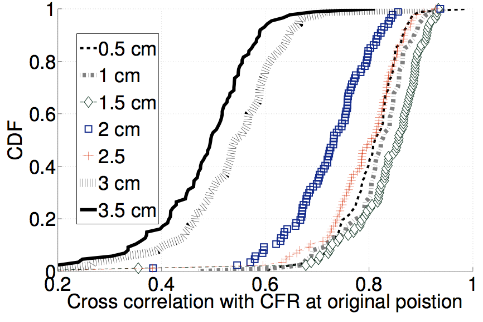 1
0.8
0.6
0.4
0.2
0
CDF
0.5 cm
1 cm
1.5 cm
2 cm
2.5
3 cm
3.5 cm
0.2 0.4 0.6 0.8 1
Cross correlation with CFR at original poistion